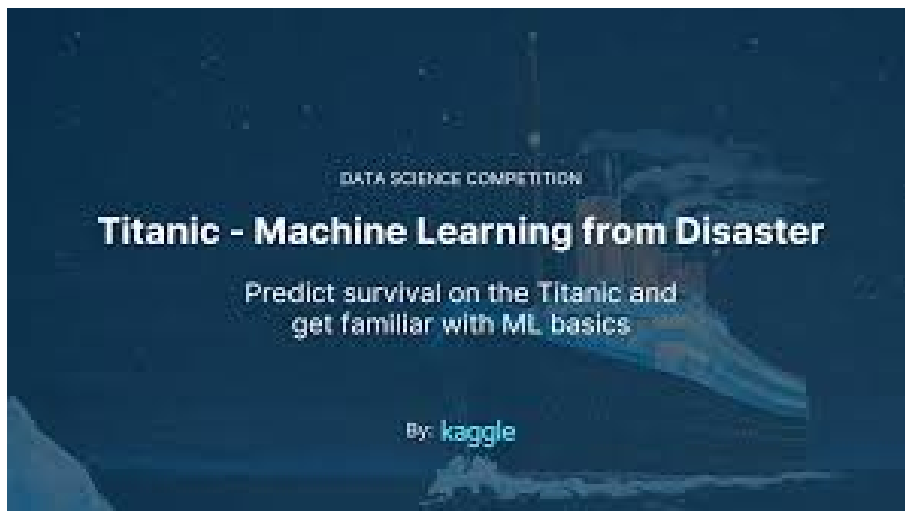 DATA SCIENCE COMPETITION
Titanic - Machine Learning from Disaster
Predict survival on the Titanic and
get familiar with ML basics
By: kaggle